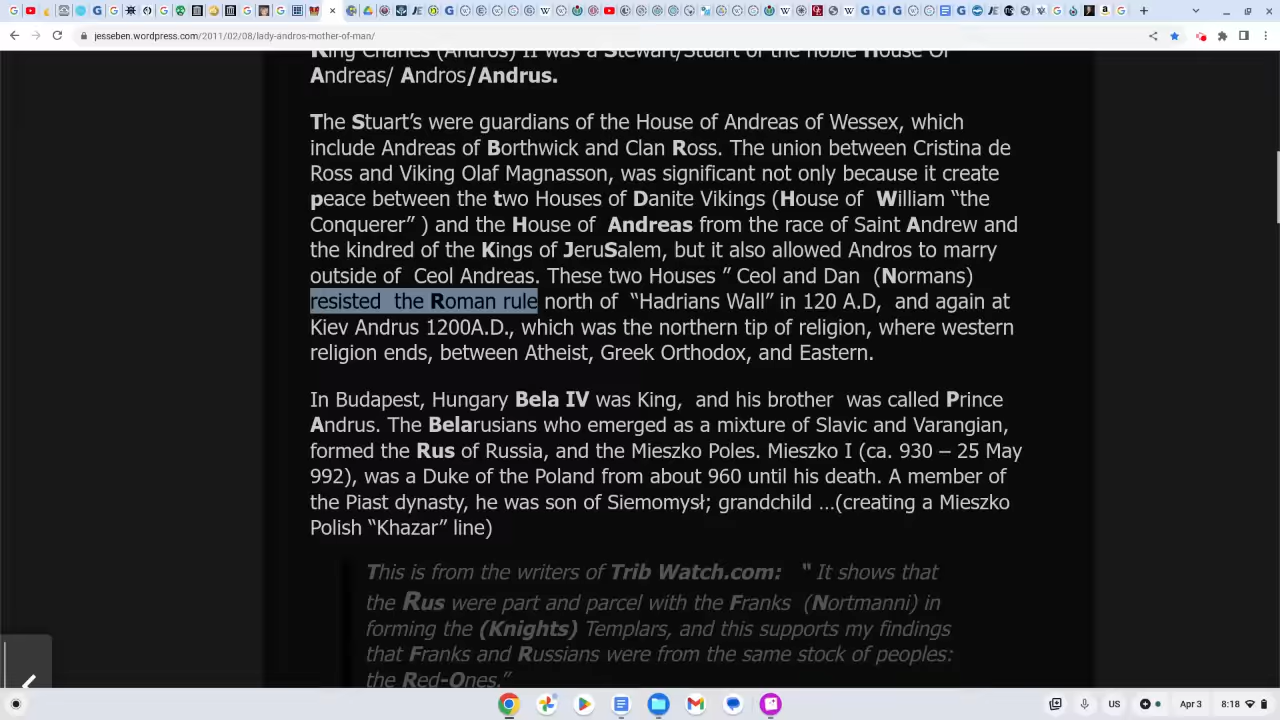 jesseben.wordpress.com/2011/02/08/lady-andros-mother-of-man/
King Charles (Andros) II was a Stewart/Stuart of the noble House Of
Andreas/ Andros/Andrus.
The Stuart's were guardians of the House of Andreas of Wessex, which
include Andreas of Borthwick and Clan Ross. The union between Cristina de
Ross and Viking Olaf Magnasson, was significant not only because it create
peace between the two Houses of Danite Vikings (House of William “the
Conquerer” ) and the House of Andreas from the race of Saint Andrew and
the kindred of the Kings of JeruSalem, but it also allowed Andros to marry
outside of Ceol Andreas. These two Houses ” Ceol and Dan (Normans)
resisted the Roman rule north of “Hadrians Wall” in 120 A.D, and again at
Kiev Andrus 1200A.D., which was the northern tip of religion, where western
religion ends, between Atheist, Greek Orthodox, and Eastern.
In Budapest, Hungary Bela IV was King, and his brother was called Prince
Andrus. The Belarusians who emerged as a mixture of Slavic and Varangian,
formed the Rus of Russia, and the Mieszko Poles. Mieszko I (ca. 930 – 25 May
992), was a Duke of the Poland from about 960 until his death. A member of
the Piast dynasty, he was son of Siemomysł; grandchild …(creating a Mieszko
Polish “Khazar” line)
This is from the writers of Trib Watch.com: “ It shows that
the Rus were part and parcel with the Franks (Nortmanni) in
forming the (Knights) Templars, and this supports my findings
that Franks and Russians were from the same stock of peoples:
the Red-Ones.”
US
Apr 3
8:18